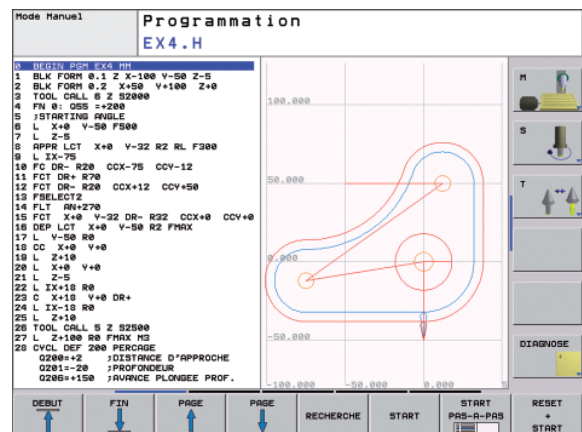 Mode Manuel
Programmation
EX4.H
0 BEGIN PGM EX4 MM
1 BLK FORM 0.1 Z X-100 Y-50 Z-5
2 BLK FORM 0.2 X+50 Y+100 Z+0
3 TOOL CALL 6 Z S2000
4 FN 0: Q55 =+200
5 ;STARTING ANGLE
6 L X+0 Y-50 F500
7 L Z-5
8 APPR LCT X+0 Y-32 R2 RL F300
9 L IX-75
10 FC DR- R20 CCX-75 CCY-12
11 FCT DR+ R70
12 FCT DR- R20 CCX+12 CCY+50
13 FSELECT2
14 FLT AN+270
15 FCT X+0 Y-32 DR- R32 CCX+0 CCY+0
16 DEP LCT X+0 Y-50 R2 FMAX
17 L Y-50 R0
18 CC X+0 Y+0
19 L Z+10
20 L X+0 Y+0
21 L Z-5
22 L IX+18 R0
23 C X+18 Y+0 DR+
24 L IX-18 R0
25 L Z+10
26 TOOL CALL 5 Z S2500
27 L Z+100 R0 FMAX M3
28 CYCL DEF 200 PERCAGE
Q200=+2 ;DISTANCE D'APPROCHE
Q201=-20 ;PROFONDEUR
Q206=+150 ;AVANCE PLONGEE PROF.
100.000
50.000
0.000
-50.000
-100.000
-50.000
0.000
M
S
T
DIAGNOSE
DEBUT
FIN
PAGE
PAGE
RECHERCHE
START
START
PAS-A-PAS
RESET
+
START